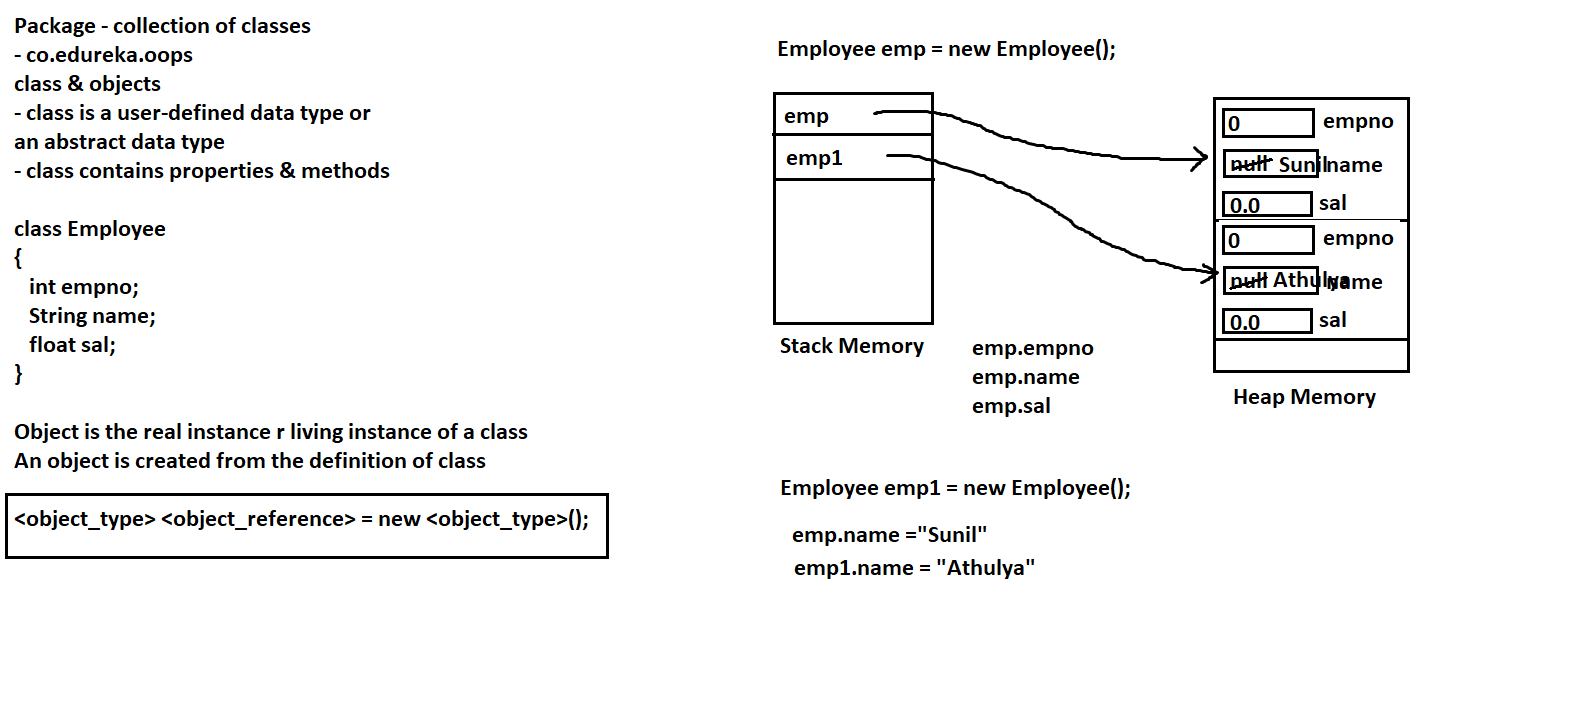 Package - collection of classes
- co.edureka.oops
class & objects
- class is a user-defined data type or
an abstract data type
- class contains properties & methods
class Employee
{
int empno;
String name;
float sal;
}
Object is the real instance r living instance of a class
An object is created from the definition of class
<object_type> <object_reference> = new <object_type>();
Employee emp = new Employee();
emp
emp1
Stack Memory
0 empno
null Sunil name
0.0 sal
0 empno
null Athulya name
0.0 sal
Heap Memory
emp.empno
emp.name
emp.sal
Employee emp1 = new Employee();
emp.name ="Sunil"
emp1.name = "Athulya"